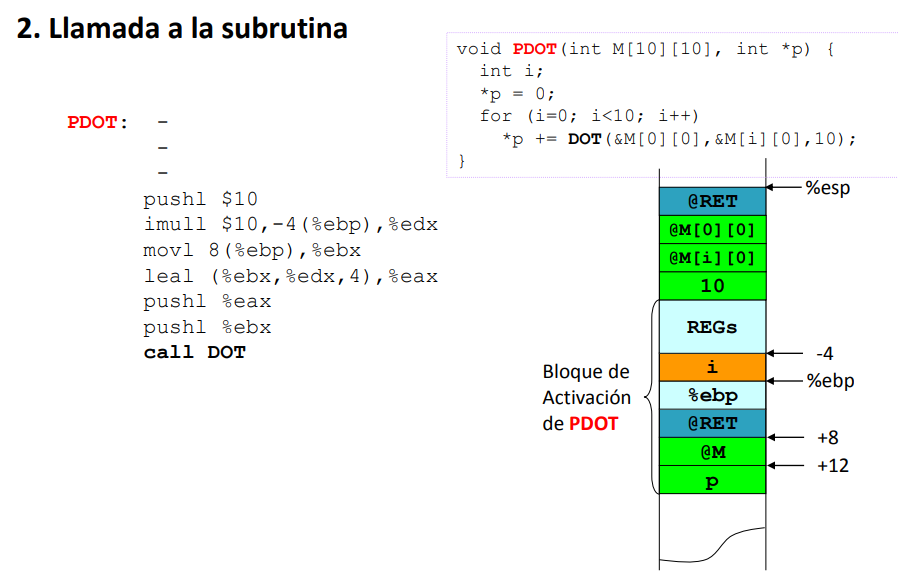 2. Llamada a la subrutina
void PDOT(int M[10][10], int *p) {
int i;
*p = 0;
for (i=0; i<10; i++)
*p += DOT(&M[0][0],&M[i][0],10);
}
PDOT: -
-
-
pushl $10
imull $10,-4(%ebp),%edx
movl 8(%ebp),%ebx
leal (%ebx,%edx,4),%eax
pushl %eax
pushl %ebx
call DOT
%esp
@RET
@M[0][0]
@M[i][0]
10
REGs
-4
i
%ebp
%ebp
@RET
+8
@M
+12
p
Bloque de
Activación
de PDOT